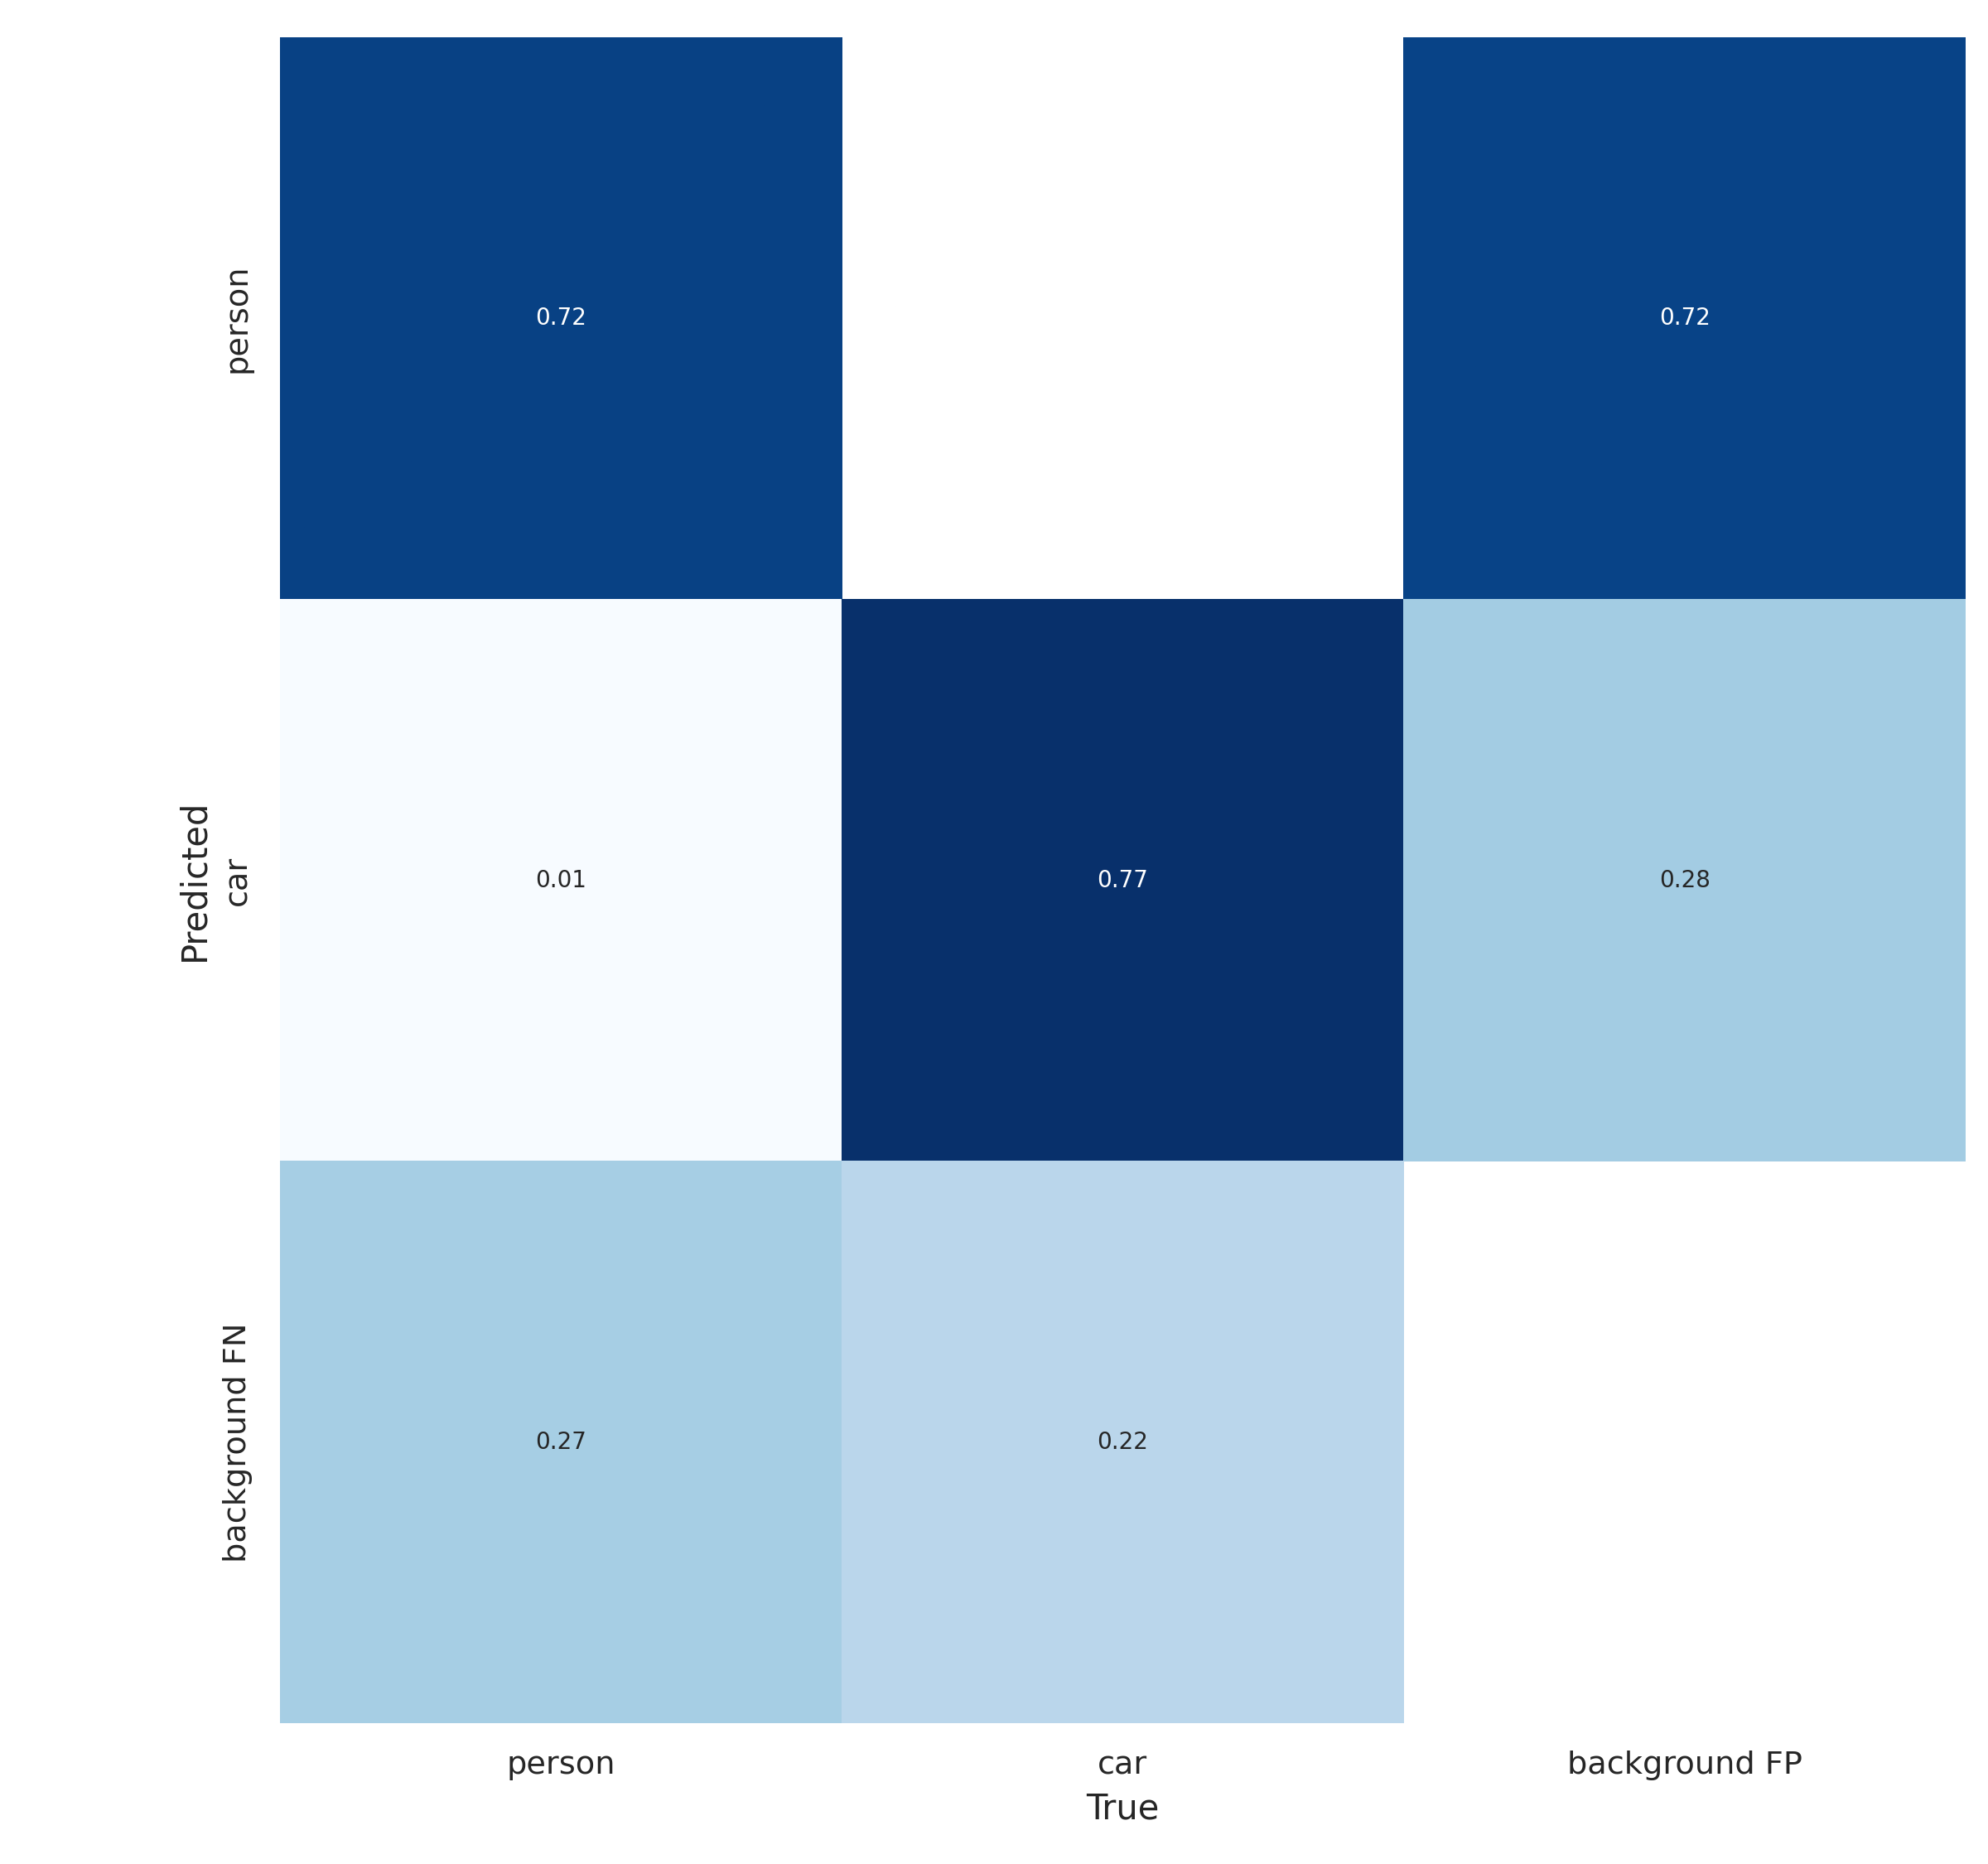 person
0.72
0.72
Predicted
car
0.01
0.77
0.28
background FN
0.27
0.22
person
car
background FP
True